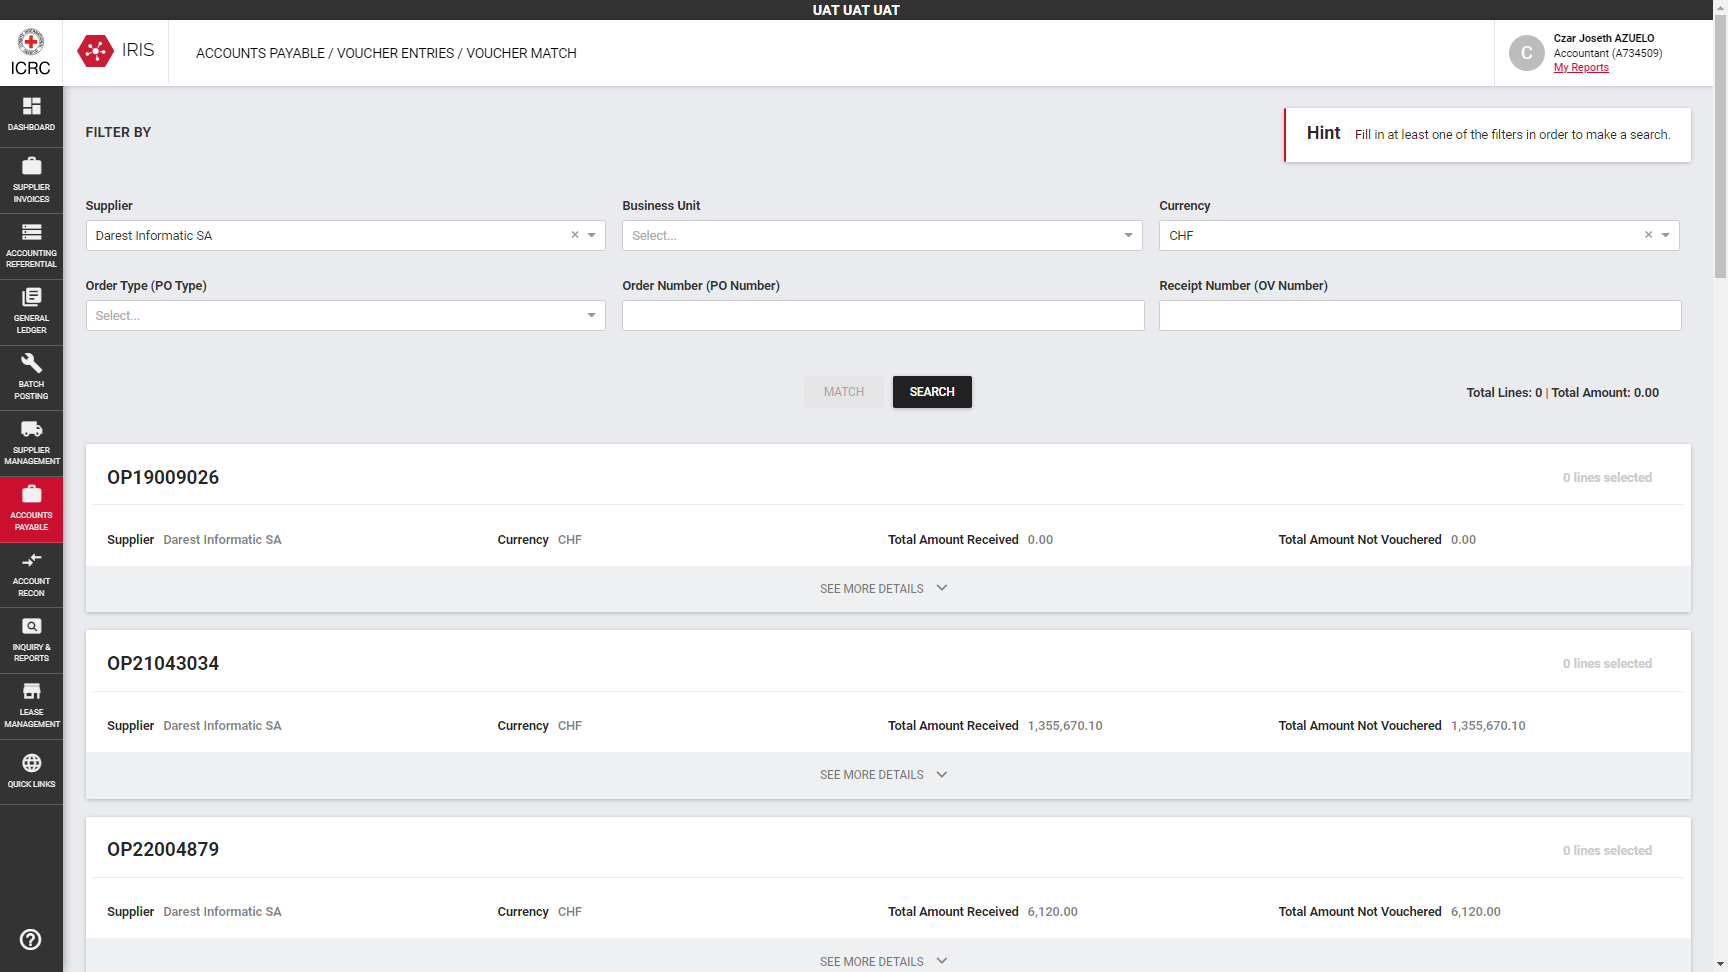 UAT UAT UAT
ICRC
IRIS
ACCOUNTS PAYABLE / VOUCHER ENTRIES / VOUCHER MATCH
C
Czar Joseth AZUELO
Accountant (A734509)
My Reports
DASHBOARD
SUPPLIER
INVOICES
ACCOUNTING
REFERENTIAL
GENERAL
LEDGER
BATCH
POSTING
SUPPLIER
MANAGEMENT
ACCOUNTS
PAYABLE
ACCOUNT
RECON
INQUIRY &
REPORTS
LEASE
MANAGEMENT
QUICK LINKS
FILTER BY
Hint Fill in at least one of the filters in order to make a search.
Supplier Business Unit Currency
Darest Informatic SA × Select... CHF ×
Order Type (PO Type) Order Number (PO Number) Receipt Number (OV Number)
Select...
MATCH SEARCH Total Lines: 0 | Total Amount: 0.00
OP19009026 0 lines selected
Supplier Darest Informatic SA Currency CHF Total Amount Received 0.00 Total Amount Not Vouchered 0.00
SEE MORE DETAILS
OP21043034 0 lines selected
Supplier Darest Informatic SA Currency CHF Total Amount Received 1,355,670.10 Total Amount Not Vouchered 1,355,670.10
SEE MORE DETAILS
OP22004879 0 lines selected
Supplier Darest Informatic SA Currency CHF Total Amount Received 6,120.00 Total Amount Not Vouchered 6,120.00
SEE MORE DETAILS